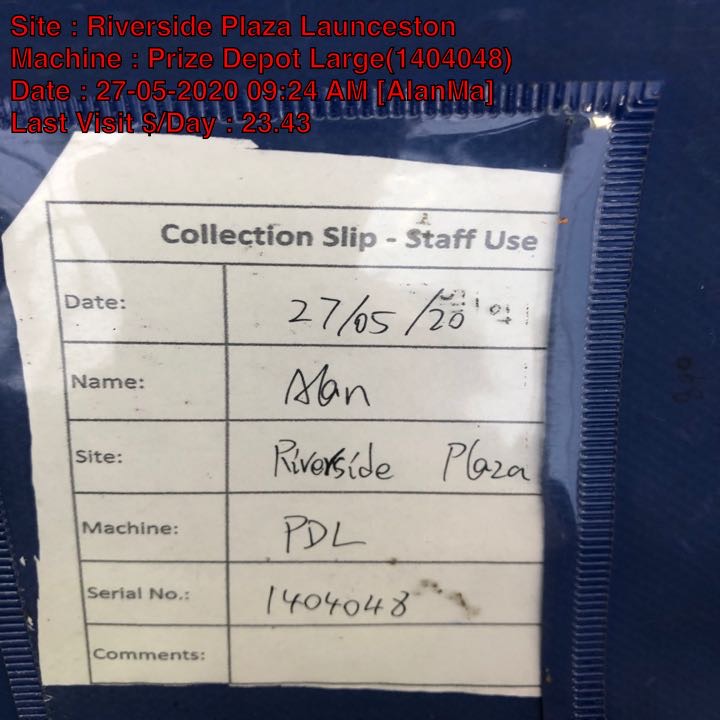 Site : Riverside Plaza Launceston
Machine : Prize Depot Large(1404048)
Date : 27-05-2020 09:24 AM [AlanMa]
Last Visit $/Day : 23.43
Collection Slip - Staff Use
Date: 27/05/20
Name: Alan
Site: Riverside Plaza
Machine: PDL
Serial No.: 1404048
Comments: